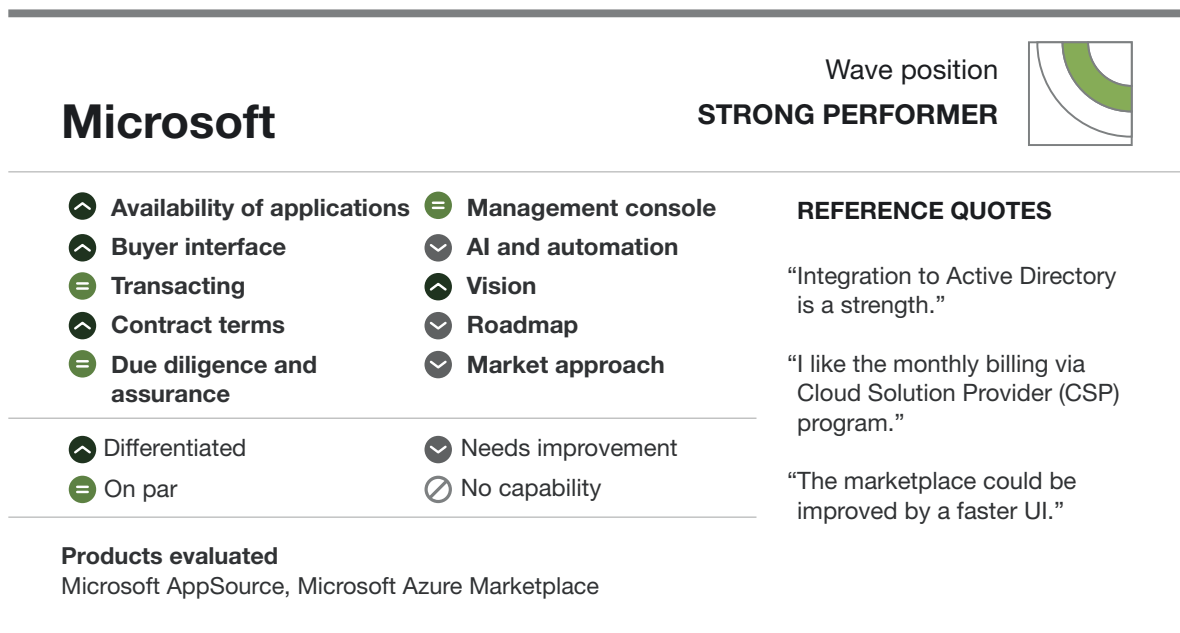 Wave position
Microsoft
STRONG PERFORMER
Availability of applications
Buyer interface
Transacting
Contract terms
Due diligence and
assurance
Management console
AI and automation
Vision
Roadmap
Market approach
Differentiated
On par
Needs improvement
No capability
Products evaluated
Microsoft AppSource, Microsoft Azure Marketplace
REFERENCE QUOTES
“Integration to Active Directory
is a strength.”
“I like the monthly billing via
Cloud Solution Provider (CSP)
program.”
“The marketplace could be
improved by a faster UI.”